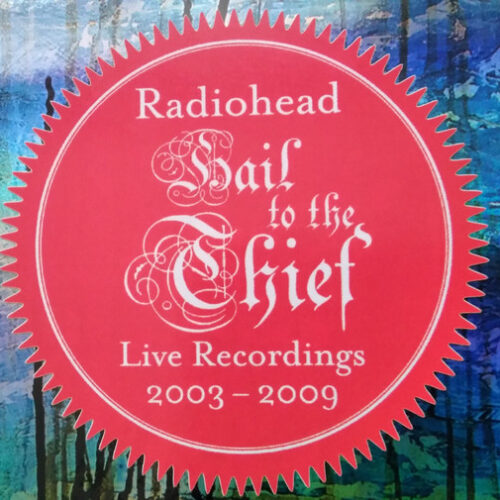 Radiohead
Hail
to the
Thief
Live Recordings
2003 – 2009